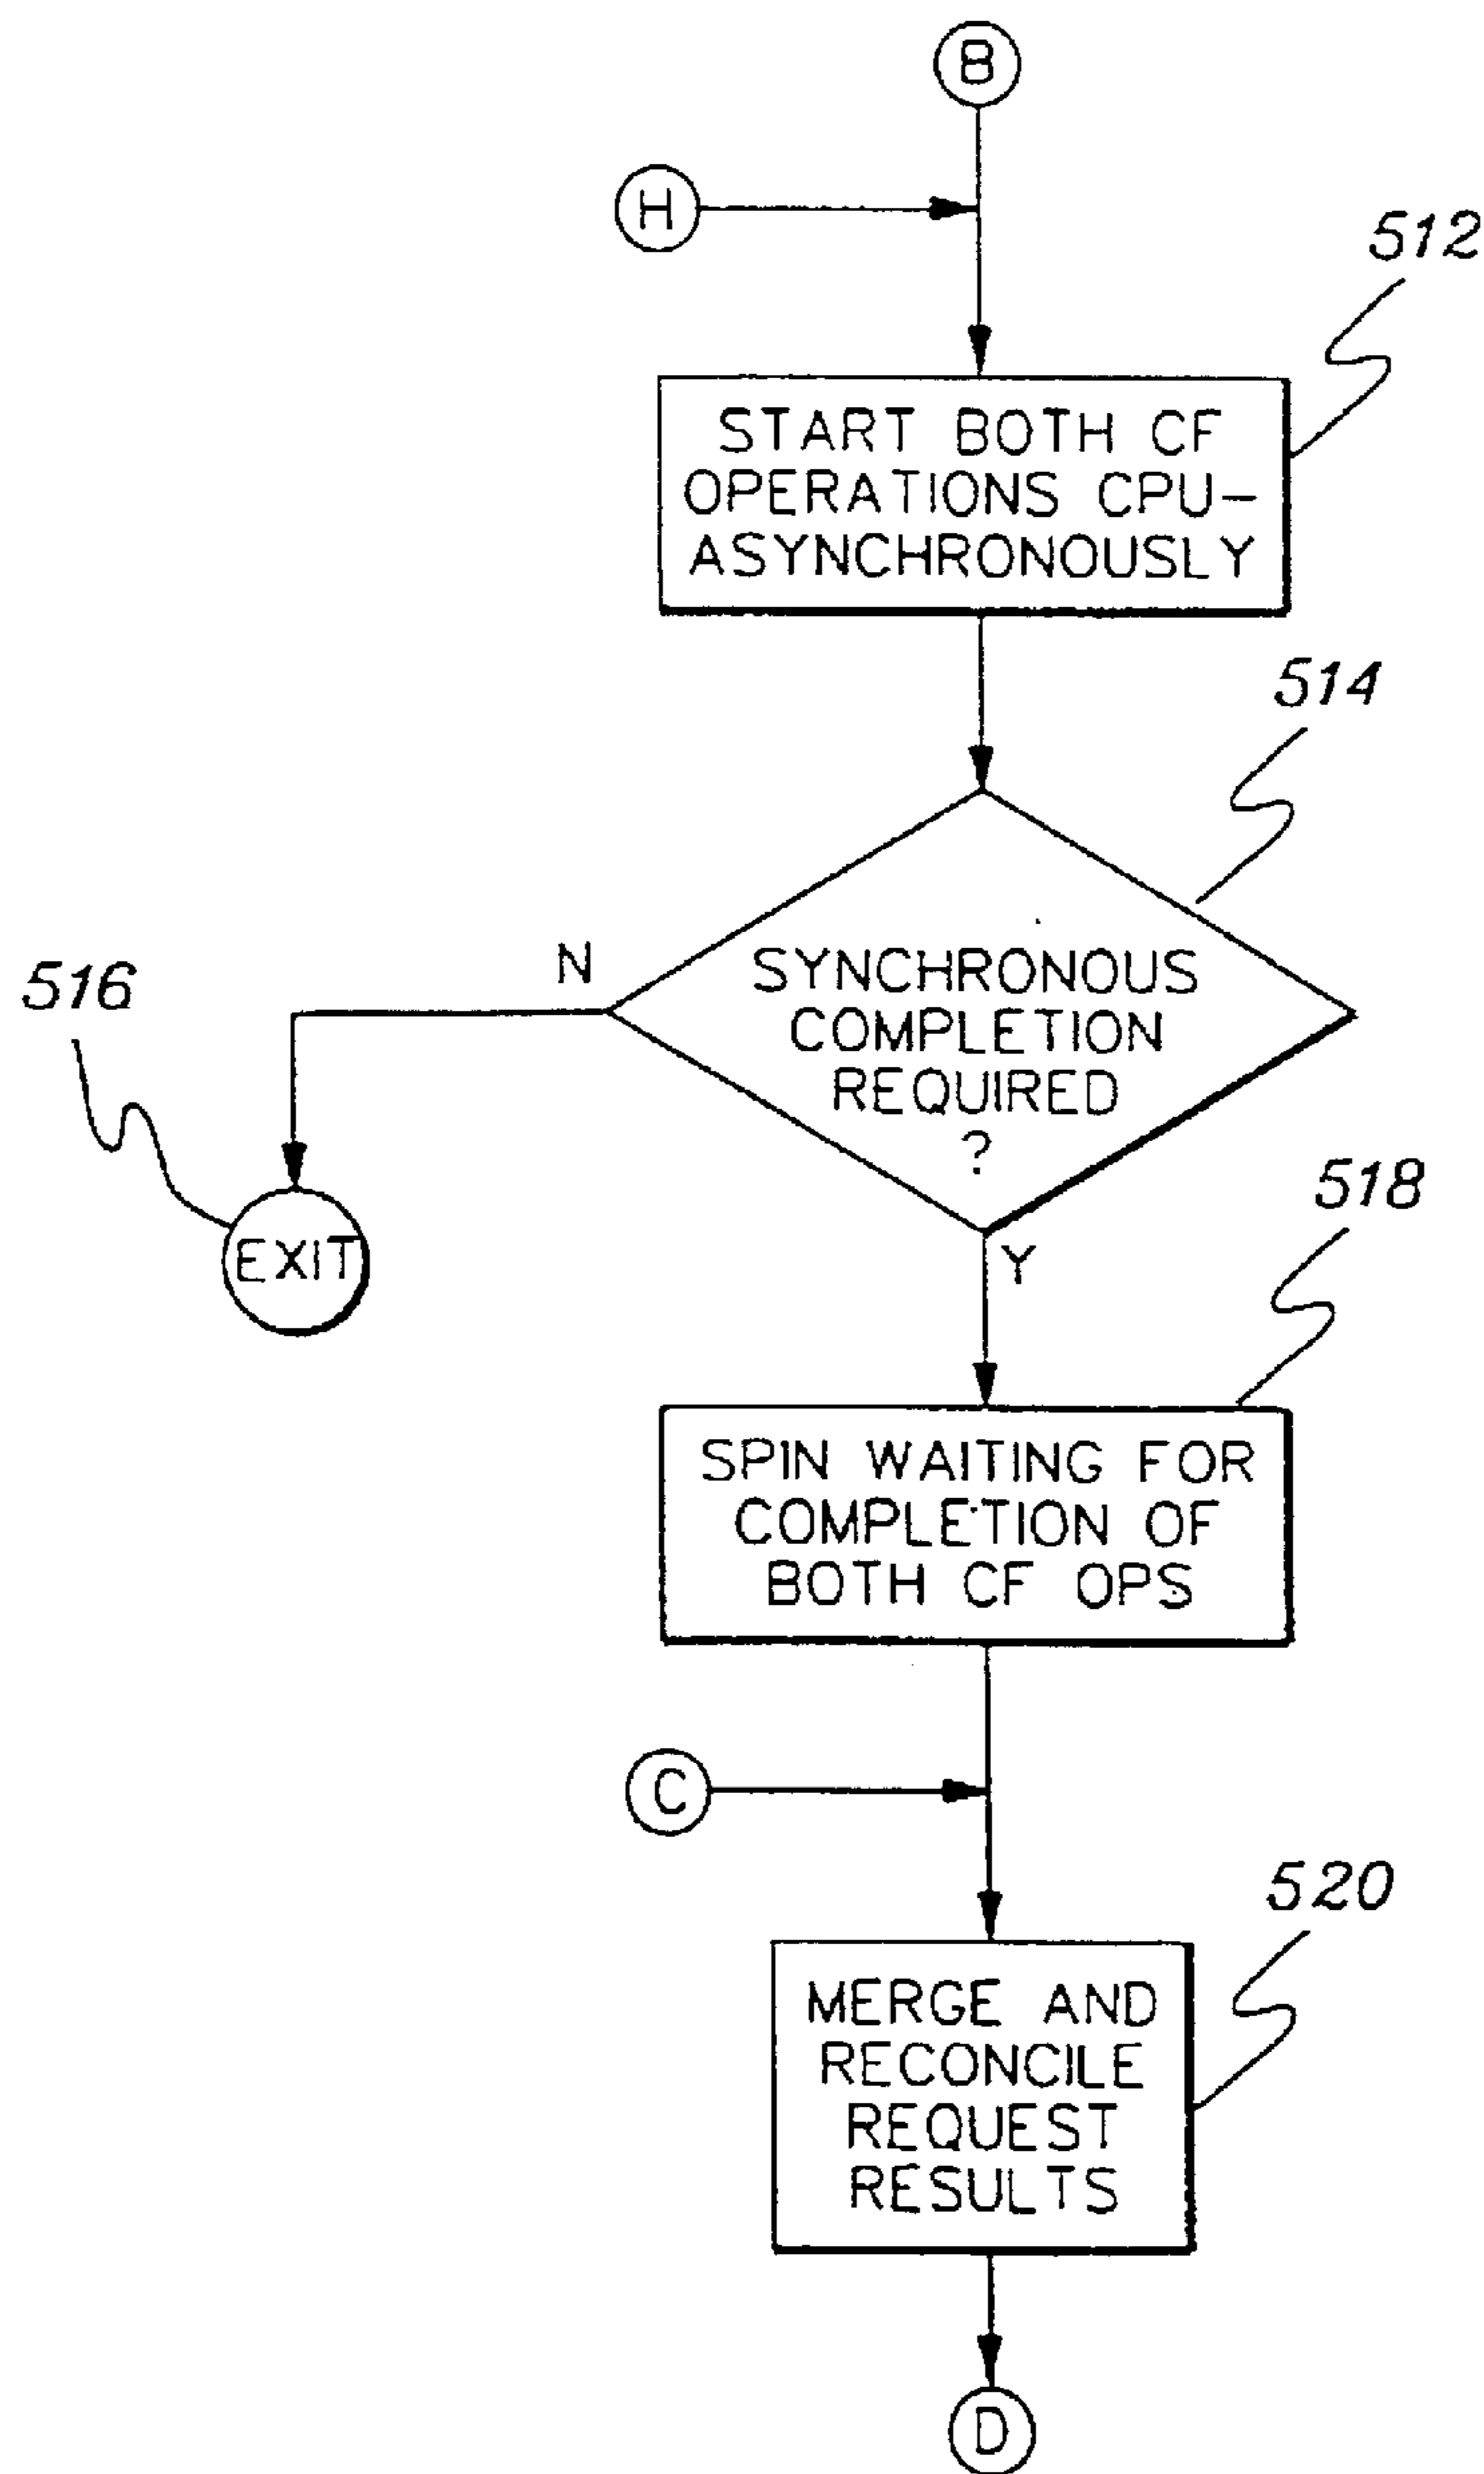 B
H
512
START BOTH CF
OPERATIONS CPU-
ASYNCHRONOUSLY
514
N
SYNCHRONOUS
COMPLETION
REQUIRED
?
516
EXIT
Y
518
SPIN WAITING FOR
COMPLETION OF
BOTH CF OPS
C
520
MERGE AND
RECONCILE
REQUEST
RESULTS
D